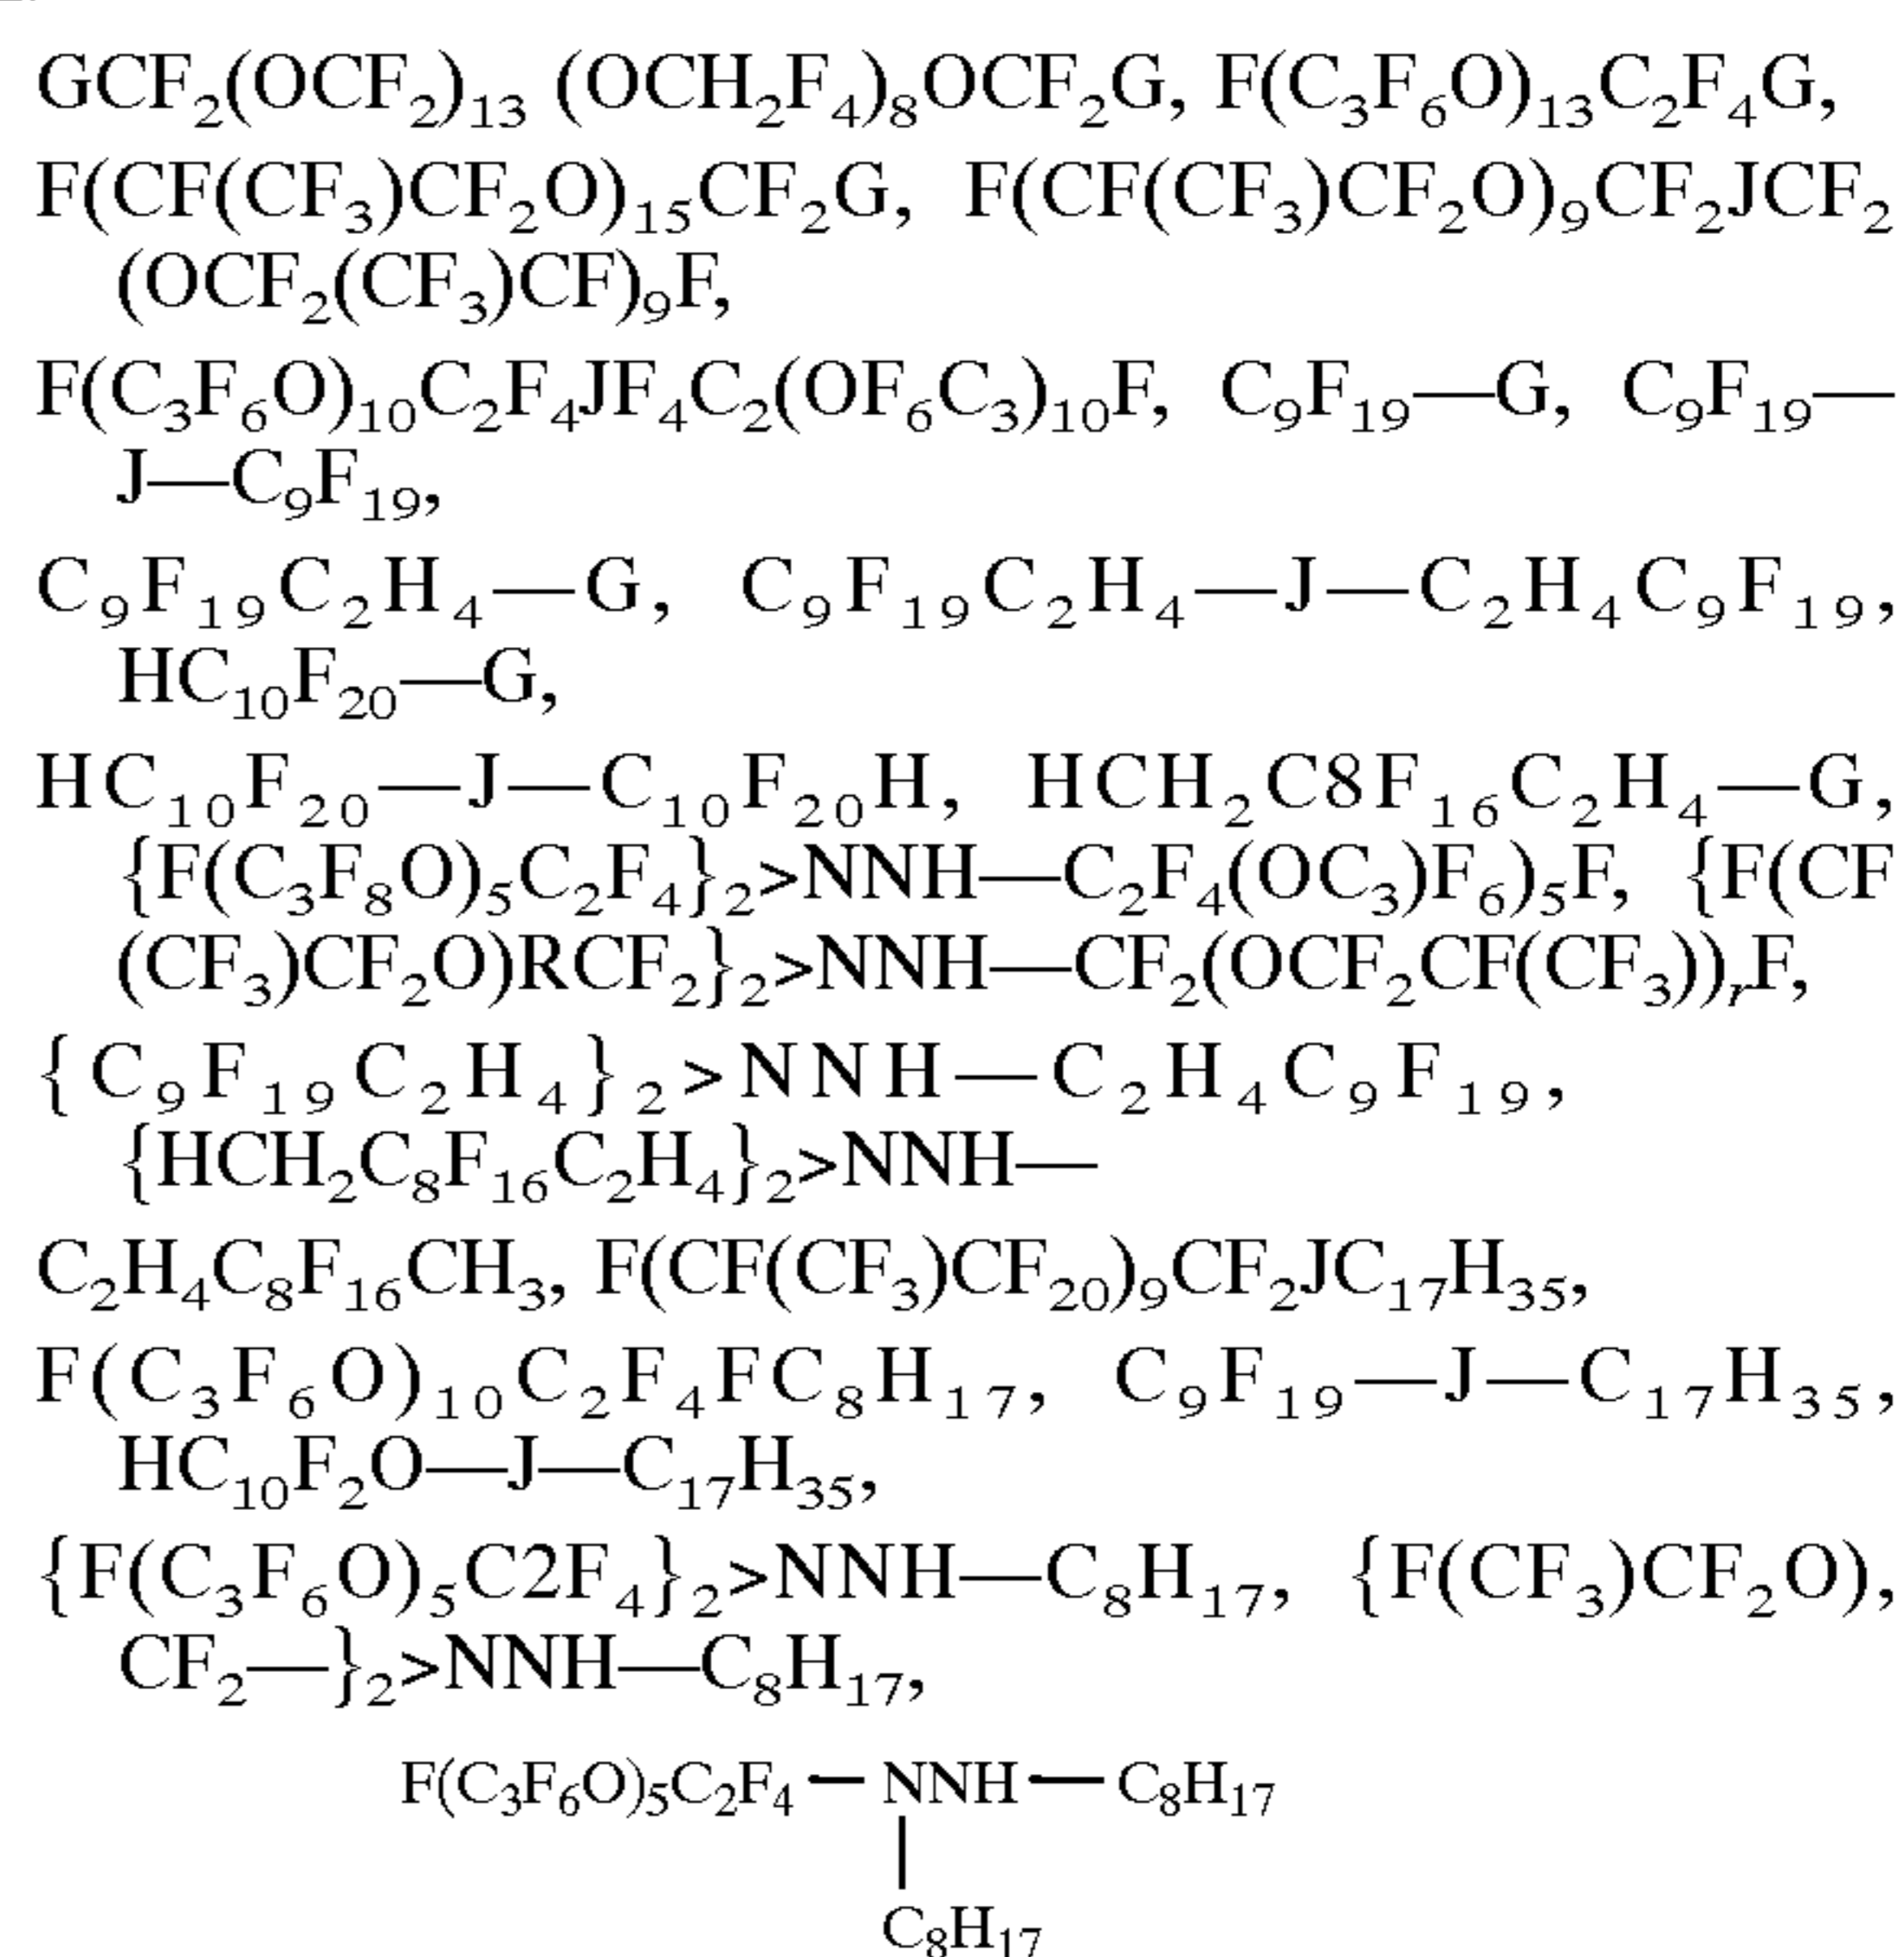 GCF₂(OCF₂)₁₃ (OCH₂F₄)₈OCF₂G, F(C₃F₆O)₁₃C₂F₄G,
F(CF(CF₃)CF₂O)₁₅CF₂G, F(CF(CF₃)CF₂O)₉CF₂JCF₂
(OCF₂(CF₃)CF)₉F,
F(C₃F₆O)₁₀C₂F₄JF₄C₂(OF₆C₃)₁₀F, C₉F₁₉—G, C₉F₁₉—
J—C₉F₁₉,
C₉F₁₉C₂H₄—G, C₉F₁₉C₂H₄—J—C₂H₄C₉F₁₉,
HC₁₀F₂₀—G,
HC₁₀F₂₀—J—C₁₀F₂₀H, HCH₂C8F₁₆C₂H₄—G,
{F(C₃F₈O)₅C₂F₄}₂>NNH—C₂F₄(OC₃)F₆)₅F, {F(CF
(CF₃)CF₂O)RCF₂}₂>NNH—CF₂(OCF₂CF(CF₃))ᵣF,
{C₉F₁₉C₂H₄}₂>NNH—C₂H₄C₉F₁₉,
{HCH₂C₈F₁₆C₂H₄}₂>NNH—
C₂H₄C₈F₁₆CH₃, F(CF(CF₃)CF₂₀)₉CF₂JC₁₇H₃₅,
F(C₃F₆O)₁₀C₂F₄FC₈H₁₇, C₉F₁₉—J—C₁₇H₃₅,
HC₁₀F₂O—J—C₁₇H₃₅,
{F(C₃F₆O)₅C2F₄}₂>NNH—C₈H₁₇, {F(CF₃)CF₂O),
CF₂—}₂>NNH—C₈H₁₇,
F(C₃F₆O)₅C₂F₄—NNH—C₈H₁₇
C₈H₁₇